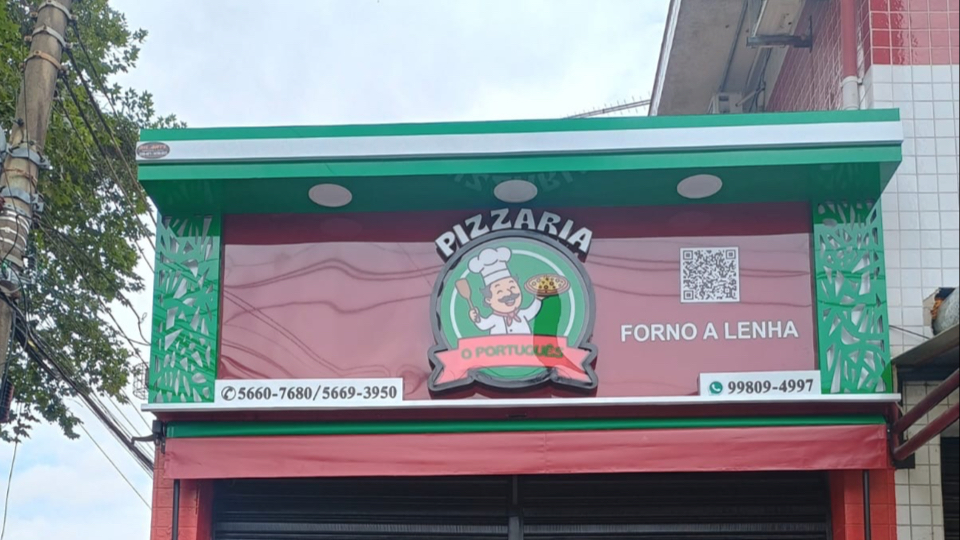 PIZZARIA
O PORTUGUÊS
FORNO A LENHA
5660-7680/5669-3950
99809-4997